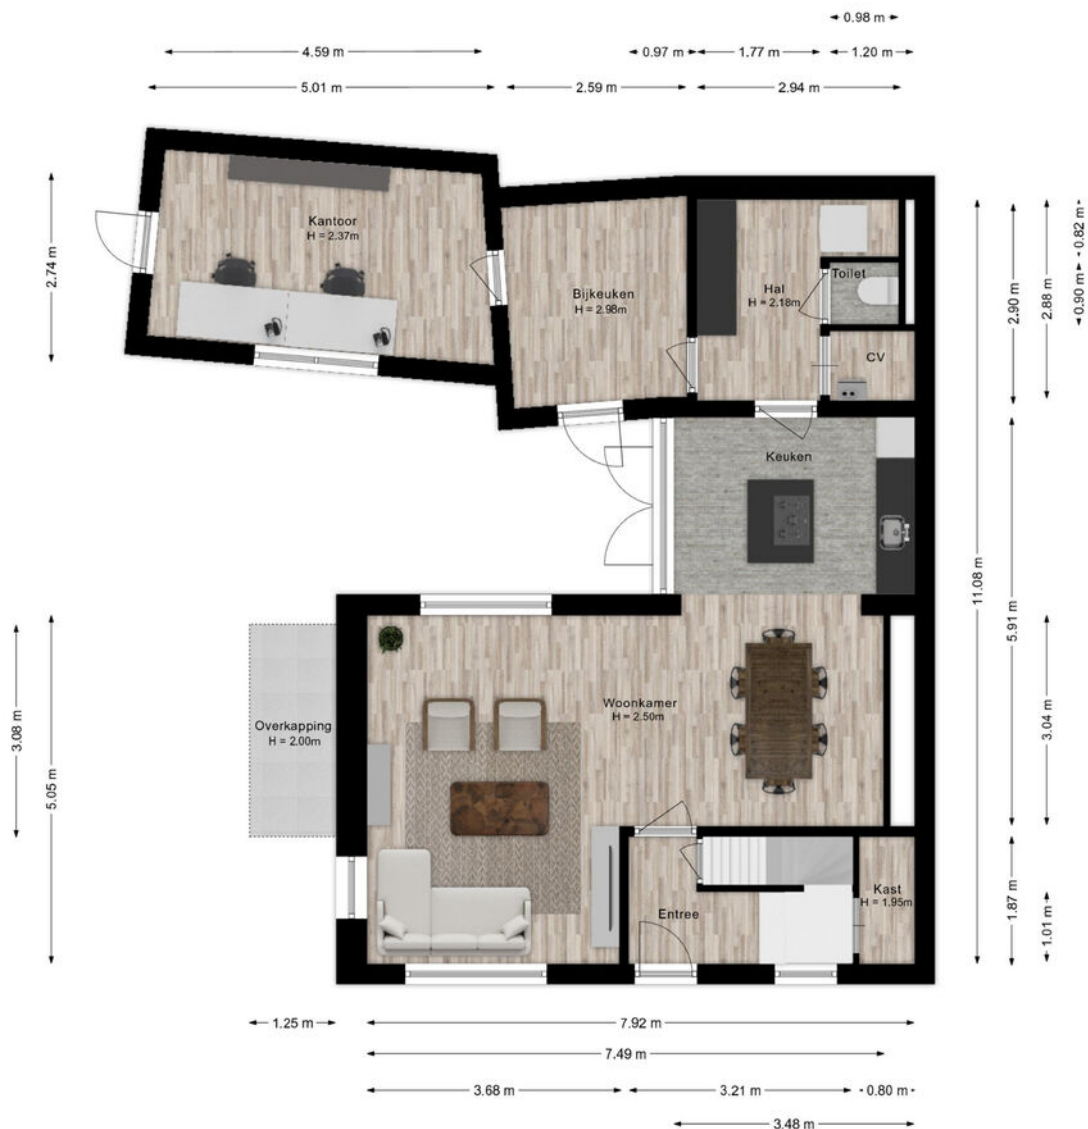 0.98 m
4.59 m
0.97 m
1.77 m
1.20 m
5.01 m
2.59 m
2.94 m
2.74 m
Kantoor
H = 2.37m
Bijkeuken
H = 2.98m
Hal
H = 2.18m
Toilet
CV
2.90 m
2.88 m
0.82 m
0.90 m
Keuken
11.08 m
5.91 m
Woonkamer
H = 2.50m
Overkapping
H = 2.00m
3.08 m
5.05 m
3.04 m
Entree
Kast
H = 1.95m
1.87 m
1.01 m
1.25 m
7.92 m
7.49 m
3.68 m
3.21 m
0.80 m
3.48 m